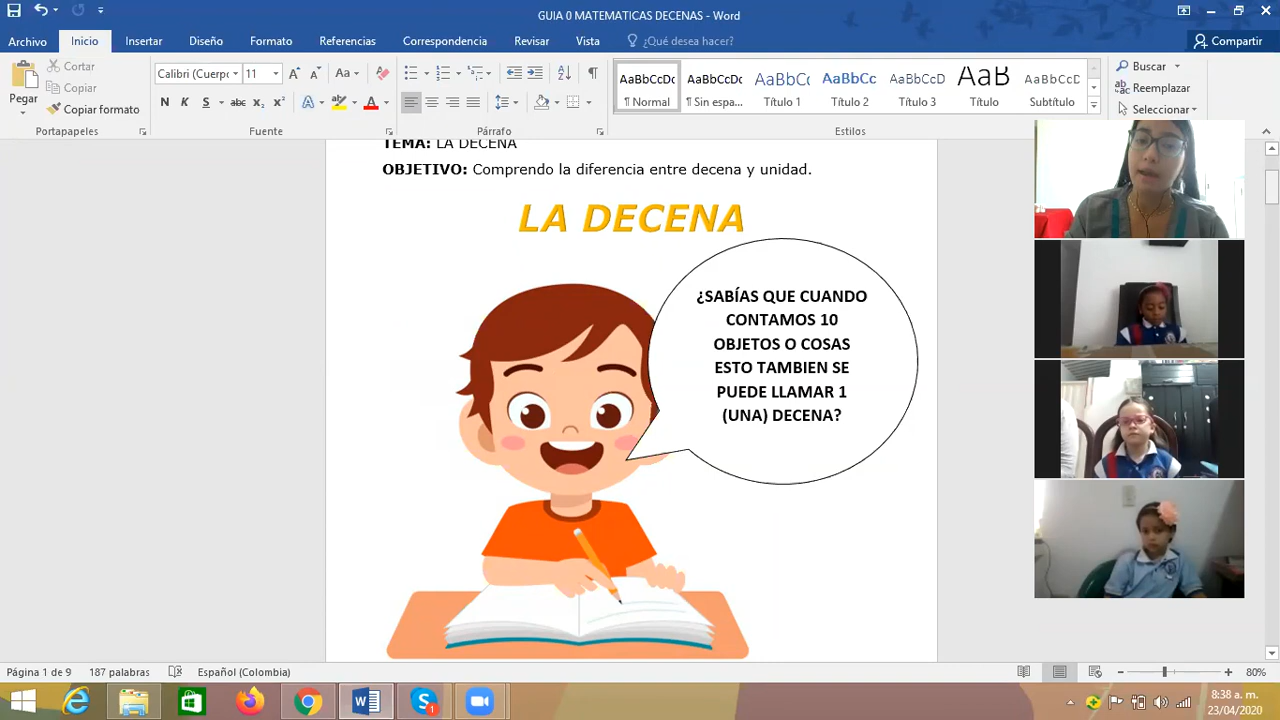 GUIA 0 MATEMATICAS DECENAS - Word
Archivo Inicio Insertar Diseño Formato Referencias Correspondencia Revisar Vista ¿Qué desea hacer? Compartir
Pegar
Cortar
Copiar
Copiar formato
Portapapeles
Calibri (Cuerpo 11
N K S abc x₂ x²
Fuente
Párrafo
AaBbCcDc AaBbCcDc AaBbCc AaBbCc AaBbCcD AaB AaBbCcD
¶ Normal ¶ Sin espa... Título 1 Título 2 Título 3 Título Subtítulo
Estilos
Buscar
Reemplazar
Seleccionar
TEMA: LA DECENA
OBJETIVO: Comprendo la diferencia entre decena y unidad.
LA DECENA
¿SABÍAS QUE CUANDO
CONTAMOS 10
OBJETOS O COSAS
ESTO TAMBIEN SE
PUEDE LLAMAR 1
(UNA) DECENA?
Página 1 de 9 187 palabras Español (Colombia) 80%
8:38 a. m.
23/04/2020